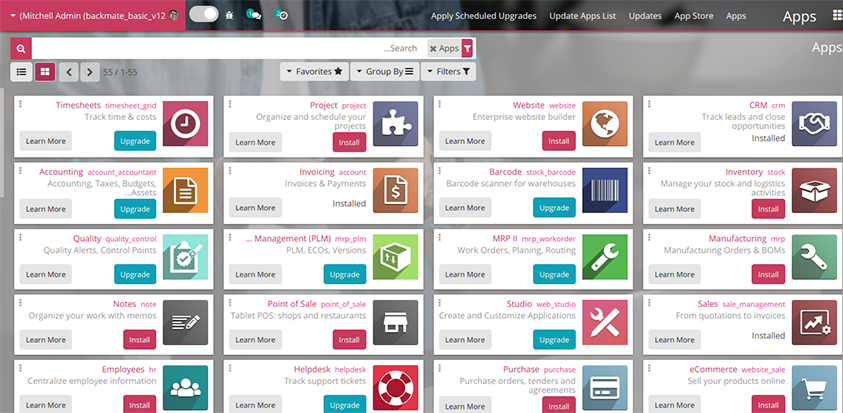 (Mitchell Admin (backmate_basic_v12
Apply Scheduled Upgrades
Update Apps List
Updates
App Store
Apps
Apps
...Search
Apps
Apps
55 / 1-55
Favorites
Group By
Filters
Timesheets timesheet_grid
Track time & costs
Learn More
Upgrade
Project project
Organize and schedule your
projects
Learn More
Install
Website website
Enterprise website builder
Learn More
Install
CRM crm
Track leads and close
opportunities
Installed
Learn More
Accounting account_accountant
Accounting, Taxes, Budgets,
...Assets
Learn More
Upgrade
Invoicing account
Invoices & Payments
Installed
Learn More
Barcode stock_barcode
Barcode scanner for warehouses
Learn More
Upgrade
Inventory stock
Manage your stock and logistics
activities
Learn More
Install
Quality quality_control
Quality Alerts, Control Points
Learn More
Upgrade
... Management (PLM) mrp_plm
PLM, ECOs, Versions
Learn More
Upgrade
MRP II mrp_workorder
Work Orders, Planing, Routing
Learn More
Upgrade
Manufacturing mrp
Manufacturing Orders & BOMs
Learn More
Install
Notes note
Organize your work with memos
Learn More
Install
Point of Sale point_of_sale
Tablet POS: shops and restaurants
Learn More
Install
Studio web_studio
Create and Customize Applications
Learn More
Upgrade
Sales sale_management
From quotations to invoices
Installed
Learn More
Employees hr
Centralize employee information
Learn More
Install
Helpdesk helpdesk
Track support tickets
Learn More
Upgrade
Purchase purchase
Purchase orders, tenders and
agreements
Learn More
Install
eCommerce website_sale
Sell your products online
Learn More
Install